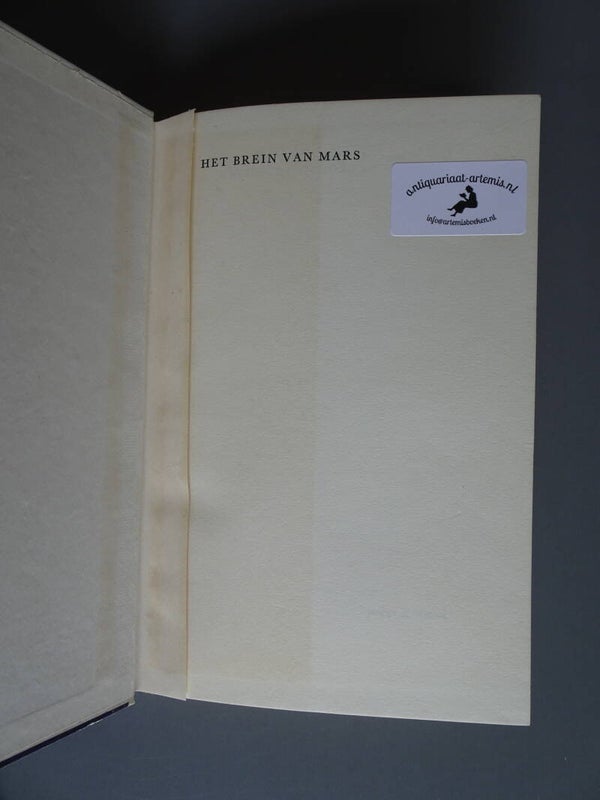 HET BREIN VAN MARS
antiquariaat-artemis.nl
info@artemisboeken.nl